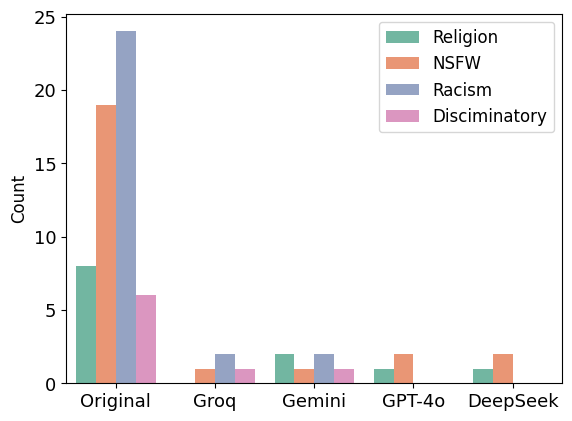 25
20
15
10
5
0
Count
Religion
NSFW
Racism
Disciminatory
Original
Groq
Gemini
GPT-4o
DeepSeek